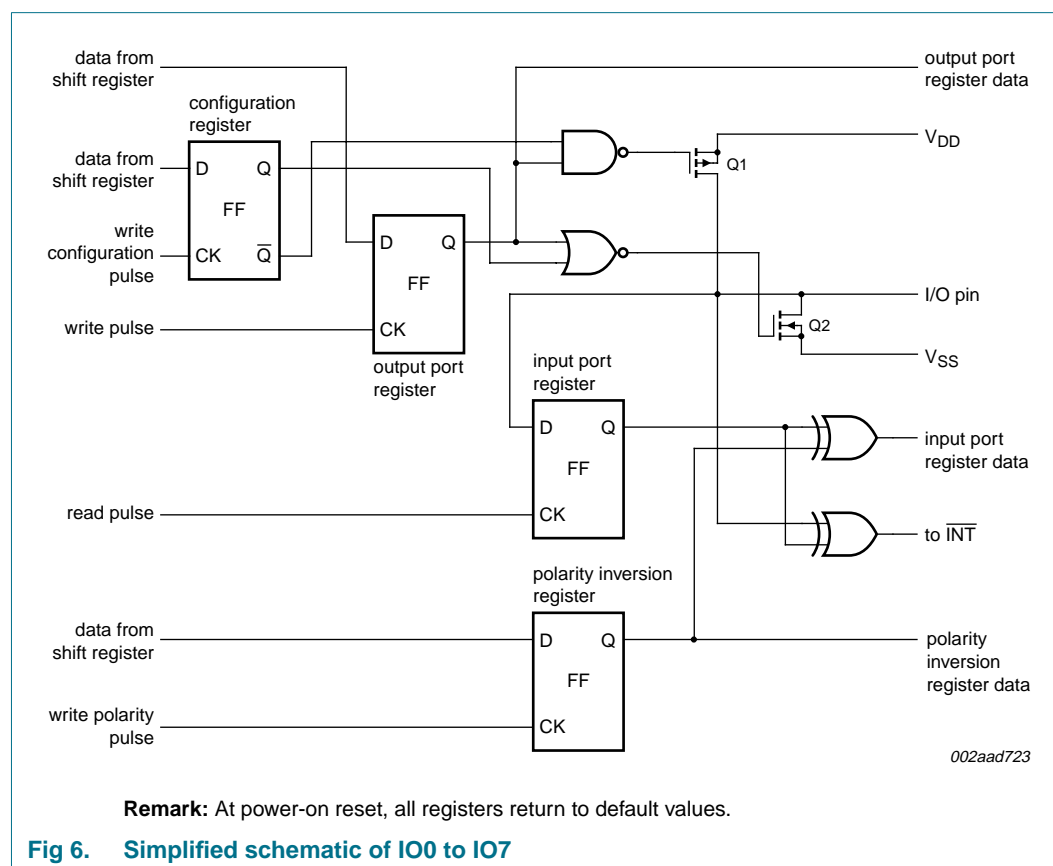 data from
shift register
output port
register data
configuration
register
VDD
Q1
data from
shift register
D
Q
FF
write
configuration
pulse
CK
Q
D
Q
FF
CK
I/O pin
Q2
write pulse
VSS
output port
register
input port
register
D
Q
FF
CK
input port
register data
read pulse
to INT
polarity inversion
register
data from
shift register
D
Q
FF
CK
polarity
inversion
register data
write polarity
pulse
002aad723
Remark: At power-on reset, all registers return to default values.
Fig 6. Simplified schematic of IO0 to IO7